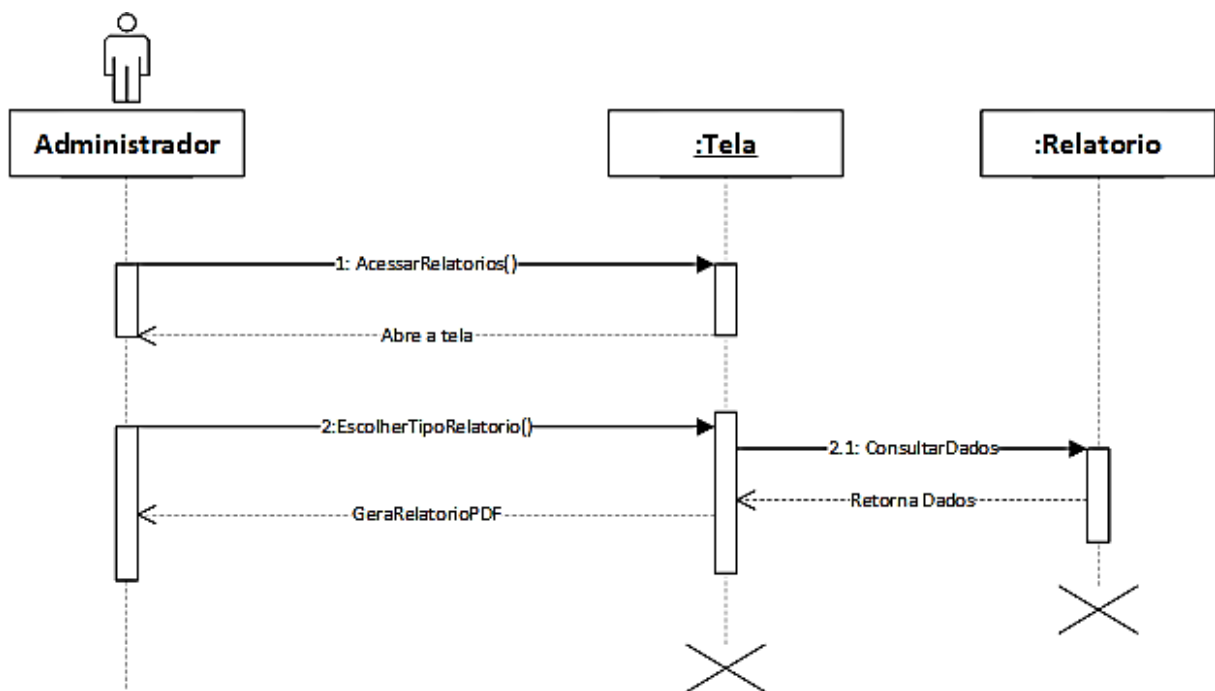 Administrador
:Tela
:Relatorio
1: AcessarRelatorios()
Abre a tela
2:EscolherTipoRelatorio()
2.1: ConsultarDados
Retorna Dados
GeraRelatorioPDF